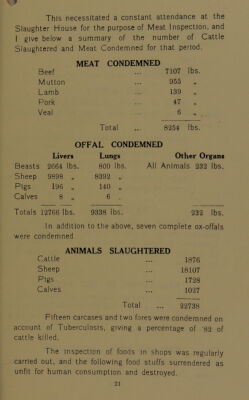 This necessitated a constant attendance at the
Slaughter House for the purpose of Meat Inspection, and
I give below a summary of the number of Cattle
Slaughtered and Meat Condemned for that period.
MEAT CONDEMNED
Beef ... 7107 lbs.
Mutton ... 955 „
Lamb ... 139 „
Pork ... 47 „
Veal ... 6 „
Total ... 8254 lbs.
OFFAL CONDEMNED
Livers Lungs Other Organs
Beasts 2664 lbs. 800 lbs. All Animals 232 lbs.
Sheep 9898 „ 8392 „
Pigs 196 „ 140 „
Calves 8 „ 6 „
Totals 12766 lbs. 9338 lbs. 232 lbs.
In addition to the above, seven complete ox-offals
were condemned.
ANIMALS SLAUGHTERED
Cattle ... 1876
Sheep ... 18107
Pigs ... 1728
Calves ... 1027
Total ... 22738
Fifteen carcases and two fores were condemned on
account of Tuberculosis, giving a percentage of ·82 of
cattle killed.
The inspection of foods in shops was regularly
carried out, and the following food stuffs surrendered as
unfit for human consumption and destroyed.
21